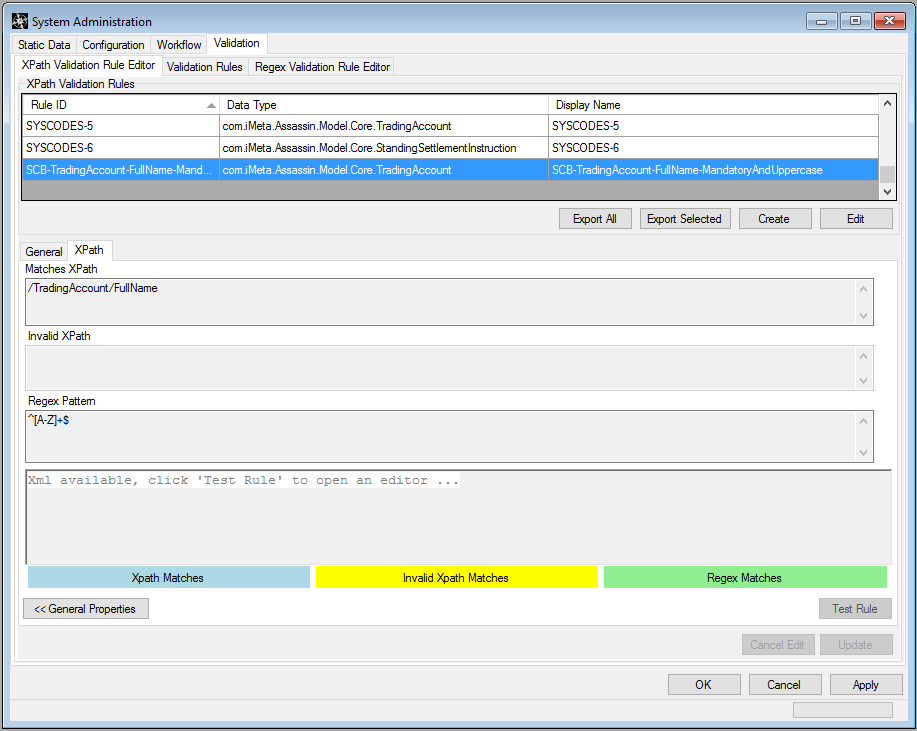 System Administration
Static Data Configuration Workflow Validation
XPath Validation Rule Editor Validation Rules Regex Validation Rule Editor
XPath Validation Rules
Rule ID Data Type Display Name
SYSCODES-5 com.iMeta.Assassin.Model.Core.TradingAccount SYSCODES-5
SYSCODES-6 com.iMeta.Assassin.Model.Core.StandingSettlementInstruction SYSCODES-6
SCB-TradingAccount-FullName-Mand... com.iMeta.Assassin.Model.Core.TradingAccount SCB-TradingAccount-FullName-MandatoryAndUppercase
Export All Export Selected Create Edit
General XPath
Matches XPath
/TradingAccount/FullName
Invalid XPath
Regex Pattern
^[A-Z]+$
Xml available, click 'Test Rule' to open an editor ...
Xpath Matches Invalid Xpath Matches Regex Matches
<< General Properties Test Rule
Cancel Edit Update
OK Cancel Apply